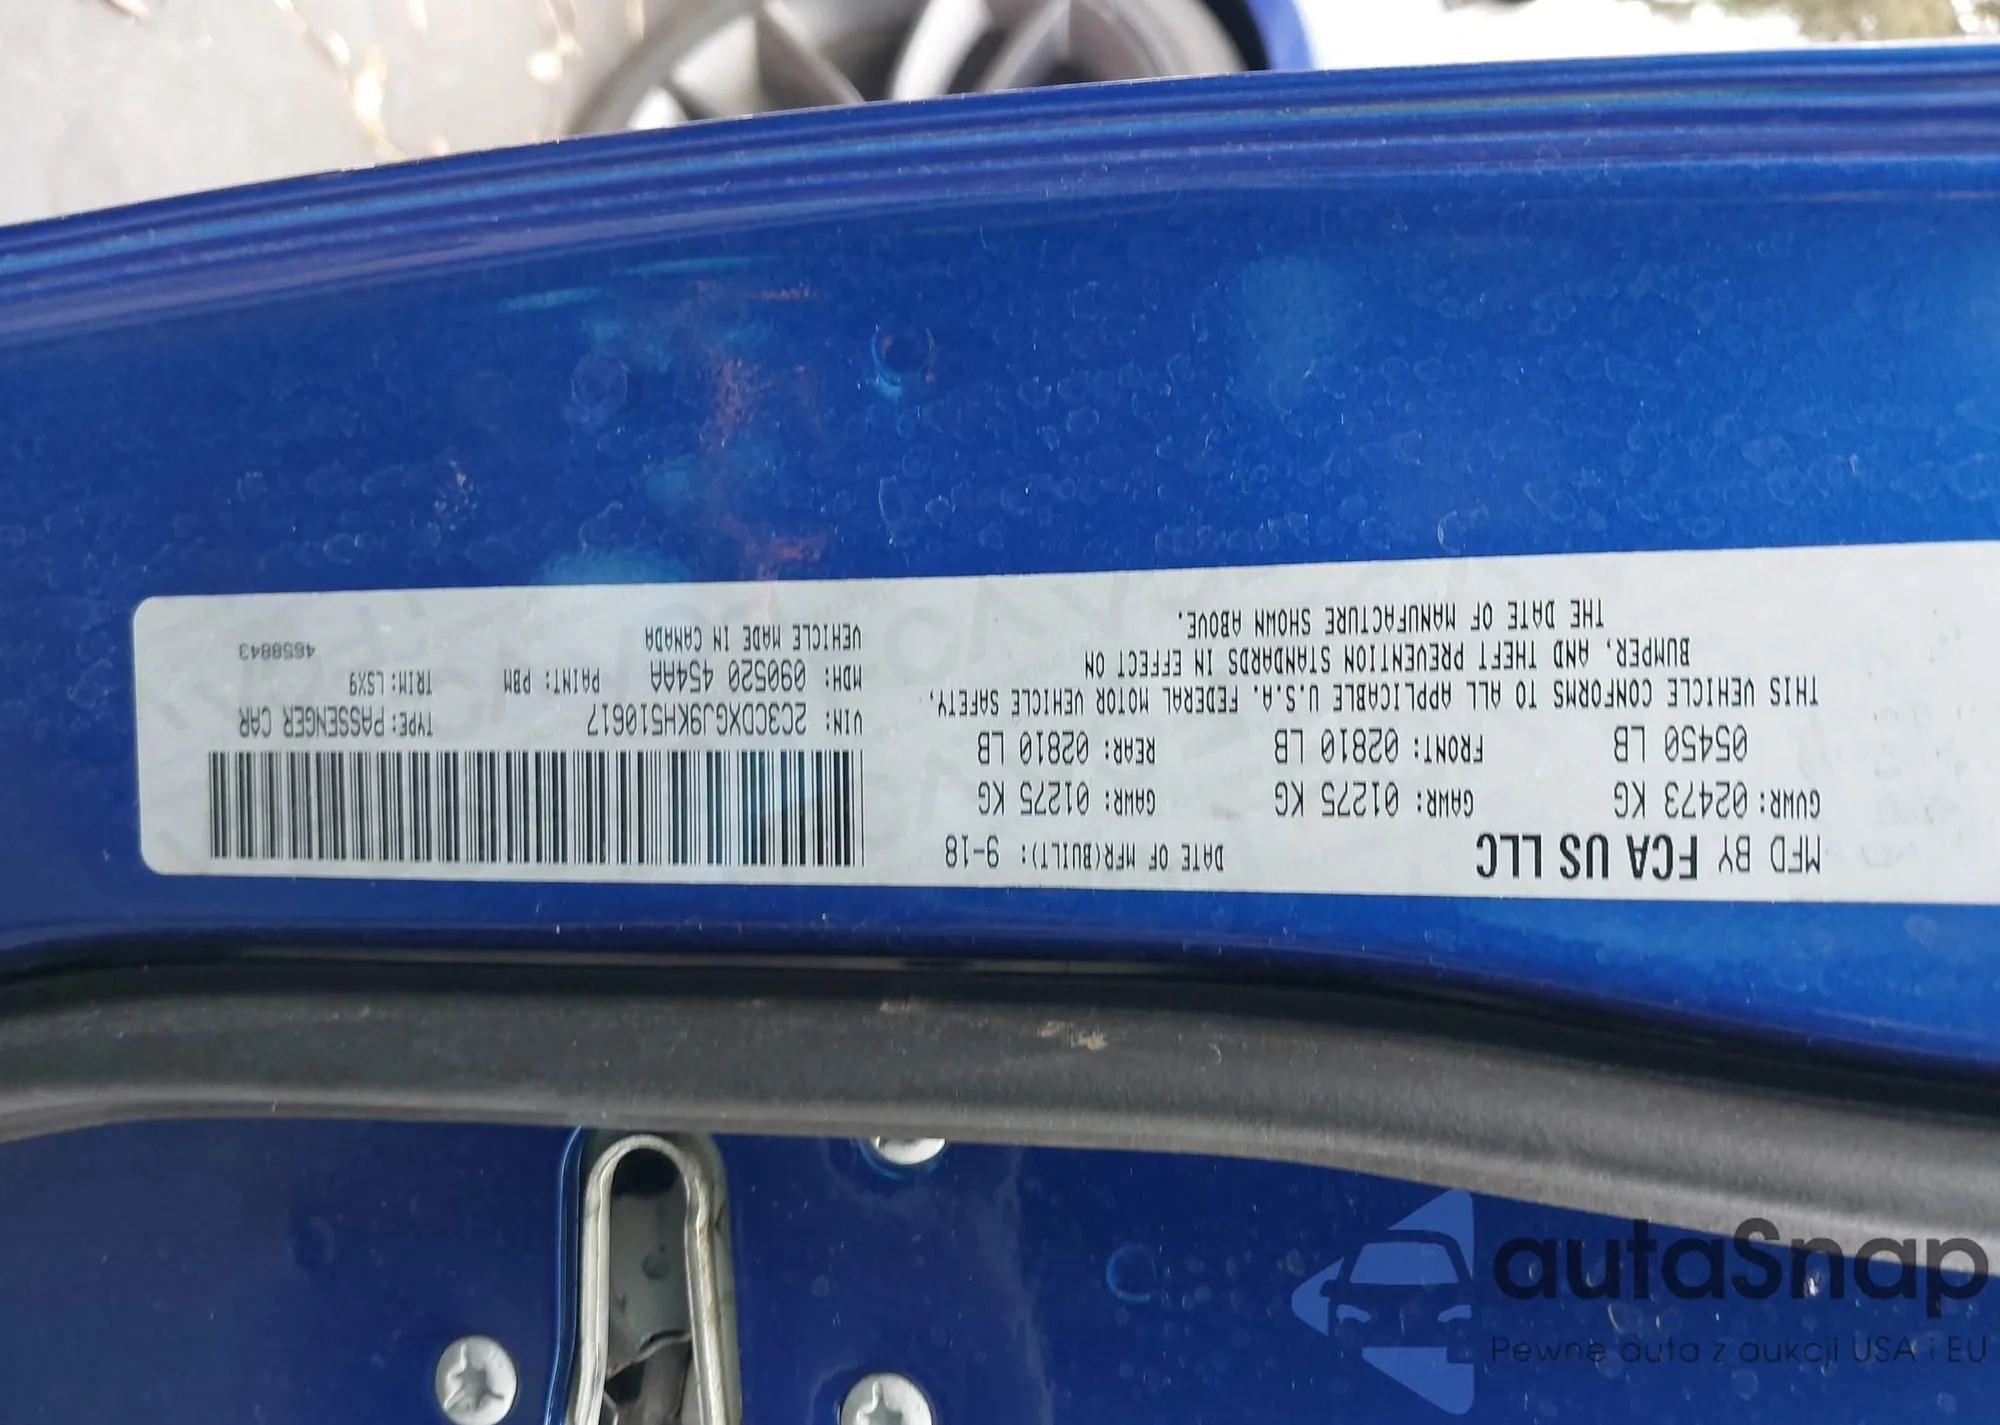 MFD BY FCA US LLC
DATE OF MFR(BUILT): 9-18
GVWR: 02473 KG
GAWR: 01275 KG
GAWR: 01275 KG
05450 LB
FRONT: 02810 LB
REAR: 02810 LB
THIS VEHICLE CONFORMS TO ALL APPLICABLE U.S.A. FEDERAL MOTOR VEHICLE SAFETY,
BUMPER, AND THEFT PREVENTION STANDARDS IN EFFECT ON
THE DATE OF MANUFACTURE SHOWN ABOVE.
VIN: 2C3CDXGJ9KH510617
TYPE: PASSENGER CAR
MDH: 090520 454AA
PAINT: PBM
TRIM: LSX9
VEHICLE MADE IN CANADA
4658843
autaSnap
Pewne auta z aukcji USA i EU